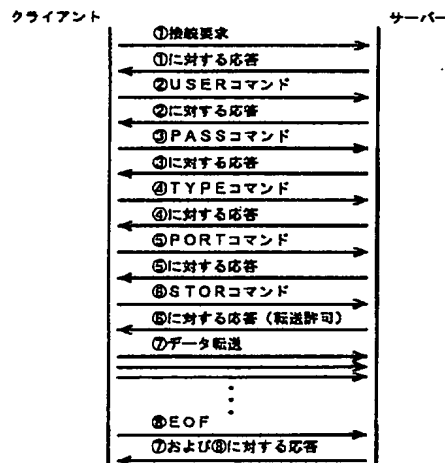 クライアント
サーバー
①接続要求
①に対する応答
②USERコマンド
②に対する応答
③PASSコマンド
③に対する応答
④TYPEコマンド
④に対する応答
⑤PORTコマンド
⑤に対する応答
⑥STORコマンド
⑥に対する応答（転送許可）
⑦データ転送
⑧EOF
⑦および⑧に対する応答